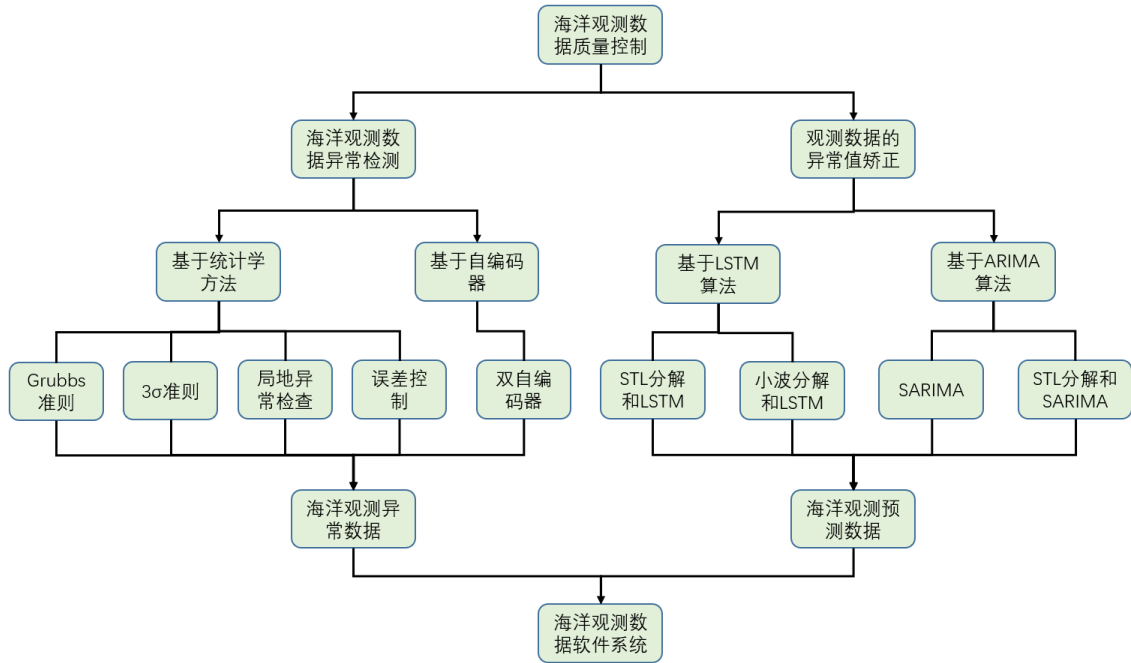 海洋观测数
据质量控制
海洋观测数
据异常检测
观测数据的
异常值矫正
基于统计学
方法
基于自编码
器
基于LSTM
算法
基于ARIMA
算法
Grubbs
准则
3σ准则
局地异
常检查
误差控
制
双自编
码器
STL分解
和LSTM
小波分解
和LSTM
SARIMA
STL分解和
SARIMA
海洋观测异
常数据
海洋观测预
测数据
海洋观测数
据软件系统